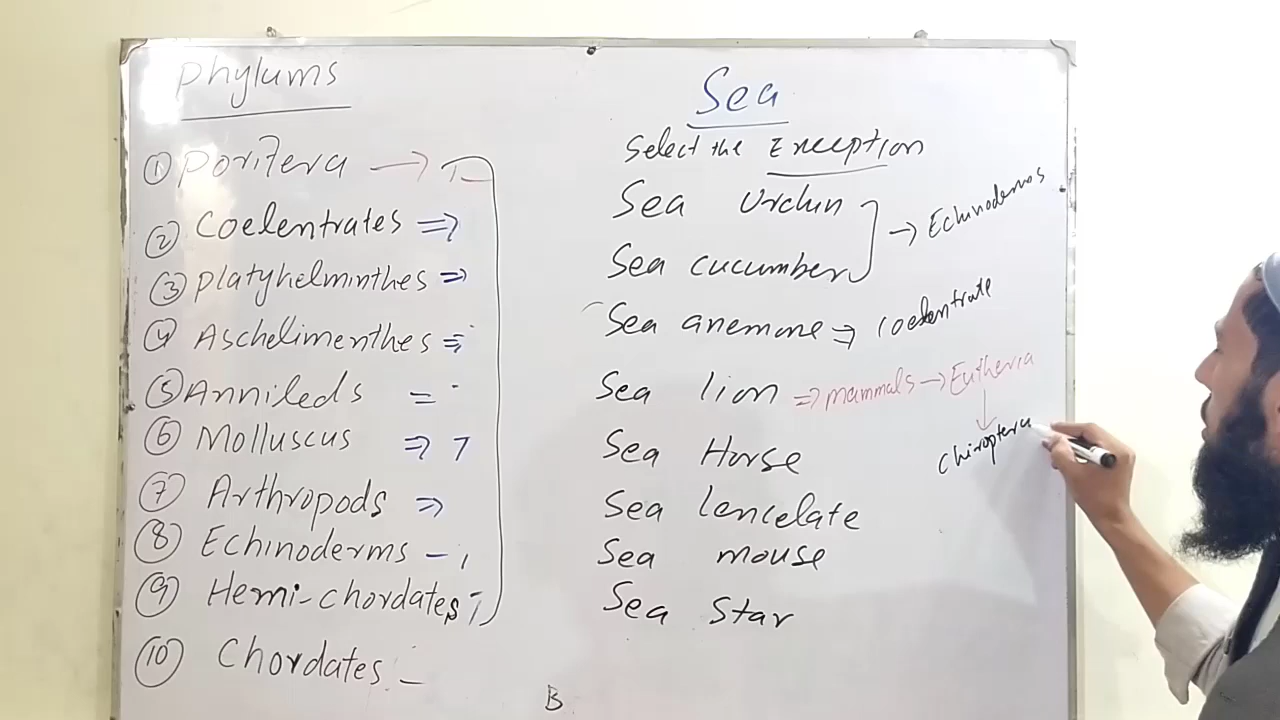 Phylums
① Porifera →
② Coelentrates ⇒
③ Platyhelminthes ⇒
④ Aschelimenthes ⇒
⑤ Annileds =
⑥ Molluscus ⇒
⑦ Arthropods ⇒
⑧ Echinoderms –
⑨ Hemi-chordates
⑩ Chordates –
Sea
Select the Exception
Sea Urchin
Sea cucumber → Echinoderms
Sea anemone ⇒ Coelentrate
Sea lion ⇒ mammals → Eutheria
↓
Chiroptera
Sea Horse
Sea lencelate
Sea mouse
Sea Star
B